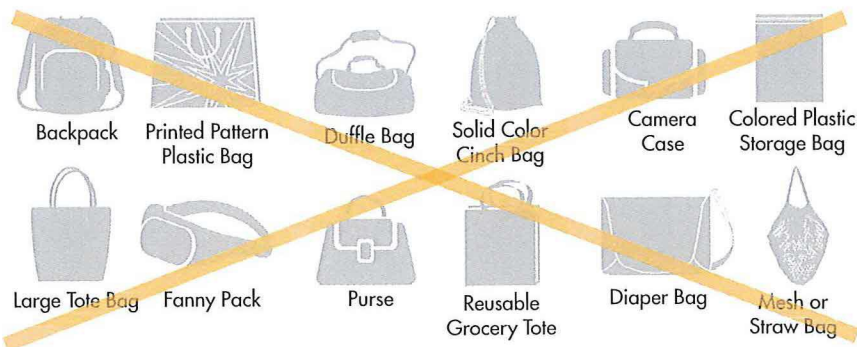 Backpack
Printed Pattern
Plastic Bag
Duffle Bag
Solid Color
Cinch Bag
Camera
Case
Colored Plastic
Storage Bag
Large Tote Bag
Fanny Pack
Purse
Reusable
Grocery Tote
Diaper Bag
Mesh or
Straw Bag